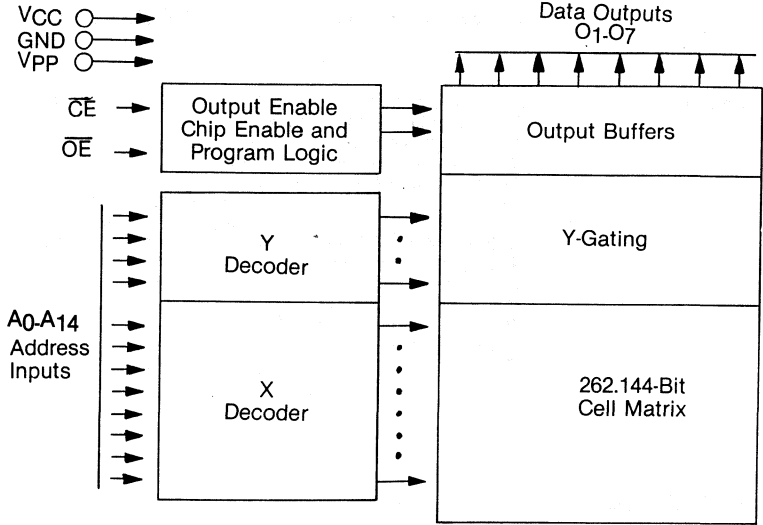 VCC
GND
VPP
Data Outputs
O1-O7
CE
OE
Output Enable
Chip Enable and
Program Logic
Output Buffers
Y
Decoder
Y-Gating
A0-A14
Address
Inputs
X
Decoder
262.144-Bit
Cell Matrix